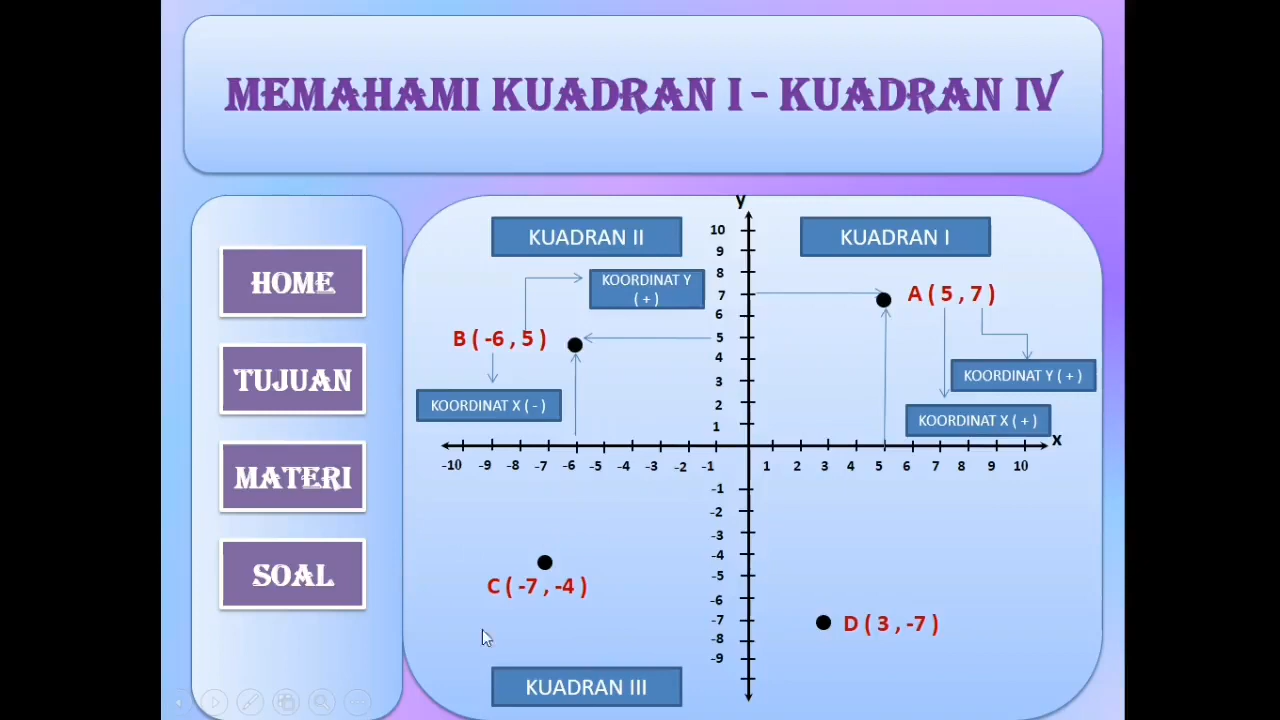 MEMAHAMI KUADRAN I - KUADRAN IV
HOME
TUJUAN
MATERI
SOAL
y
KUADRAN II
KUADRAN I
KOORDINAT Y
( + )
B ( -6 , 5 )
KOORDINAT X ( - )
A ( 5 , 7 )
KOORDINAT Y ( + )
KOORDINAT X ( + )
10
9
8
7
6
5
4
3
2
1
x
-10 -9 -8 -7 -6 -5 -4 -3 -2 -1 1 2 3 4 5 6 7 8 9 10
-1
-2
-3
-4
-5
-6
-7
-8
-9
C ( -7 , -4 )
D ( 3 , -7 )
KUADRAN III